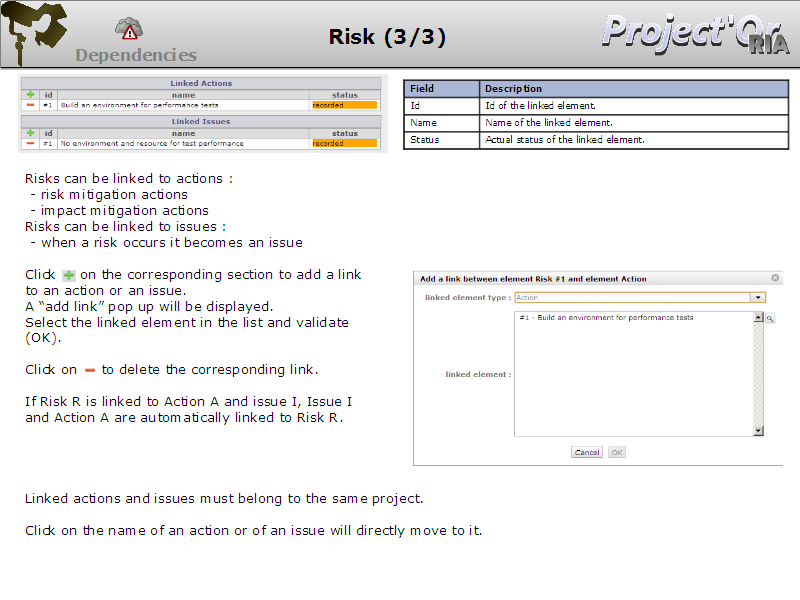 Risk (3/3)
Project'Or
RIA
Dependencies
Linked Actions
id name status
#1 Build an environment for performance tests recorded
Linked Issues
id name status
#1 No environment and resource for test performance recorded
Field Description
Id Id of the linked element.
Name Name of the linked element.
Status Actual status of the linked element.
Risks can be linked to actions :
- risk mitigation actions
- impact mitigation actions
Risks can be linked to issues :
- when a risk occurs it becomes an issue
Click on the corresponding section to add a link
to an action or an issue.
A “add link” pop up will be displayed.
Select the linked element in the list and validate
(OK).
Click on to delete the corresponding link.
If Risk R is linked to Action A and issue I, Issue I
and Action A are automatically linked to Risk R.
Add a link between element Risk #1 and element Action
linked element type : Action
#1 - Build an environment for performance tests
linked element :
Cancel OK
Linked actions and issues must belong to the same project.
Click on the name of an action or of an issue will directly move to it.